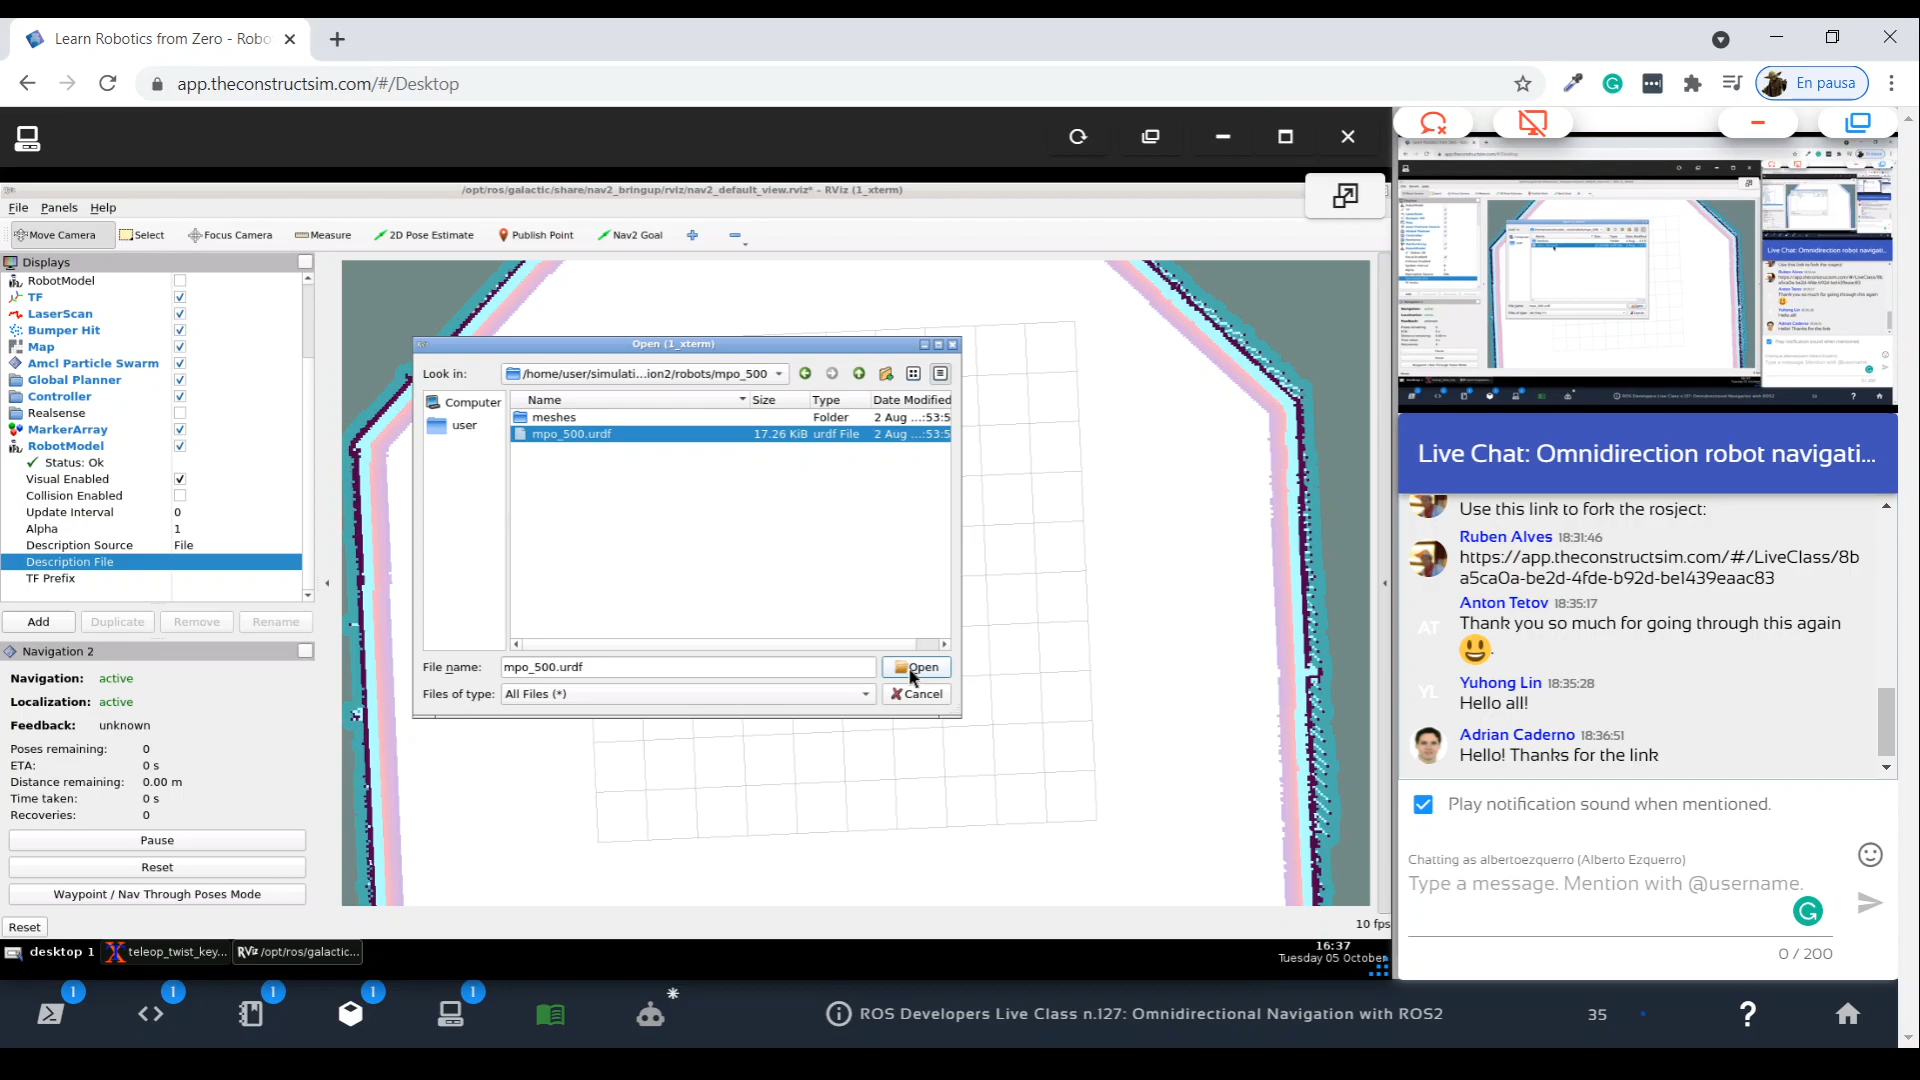 Learn Robotics from Zero - Robo
app.theconstructsim.com/#/Desktop
En pausa
/opt/ros/galactic/share/nav2_bringup/rviz/nav2_default_view.rviz* - RViz (1_xterm)
File Panels Help
Move Camera Select Focus Camera Measure 2D Pose Estimate Publish Point Nav2 Goal
Displays
RobotModel
TF
LaserScan
Bumper Hit
Map
Amcl Particle Swarm
Global Planner
Controller
Realsense
MarkerArray
RobotModel
Status: Ok
Visual Enabled
Collision Enabled
Update Interval 0
Alpha 1
Description Source File
Description File
TF Prefix
Add Duplicate Remove Rename
Navigation 2
Navigation: active
Localization: active
Feedback: unknown
Poses remaining: 0
ETA: 0 s
Distance remaining: 0.00 m
Time taken: 0 s
Recoveries: 0
Pause
Reset
Waypoint / Nav Through Poses Mode
Reset
10 fps
Open (1_xterm)
Look in: /home/user/simulati...ion2/robots/mpo_500
Computer
user
Name Size Type Date Modified
meshes Folder 2 Aug ...:53:5
mpo_500.urdf 17.26 KiB urdf File 2 Aug ...:53:5
File name: mpo_500.urdf Open
Files of type: All Files (*) Cancel
desktop 1 teleop_twist_key... RViz /opt/ros/galactic...
16:37
Tuesday 05 October
Live Chat: Omnidirection robot navigati...
Use this link to fork the rosject:
Ruben Alves 18:31:46
https://app.theconstructsim.com/#/LiveClass/8b
a5ca0a-be2d-4fde-b92d-be1439eaac83
AT
Anton Tetov 18:35:17
Thank you so much for going through this again
YL
Yuhong Lin 18:35:28
Hello all!
Adrian Caderno 18:36:51
Hello! Thanks for the link
Play notification sound when mentioned.
Chatting as albertoezquerro (Alberto Ezquerro)
Type a message. Mention with @username.
0 / 200
1 1 1 1 1
ROS Developers Live Class n.127: Omnidirectional Navigation with ROS2
35
?